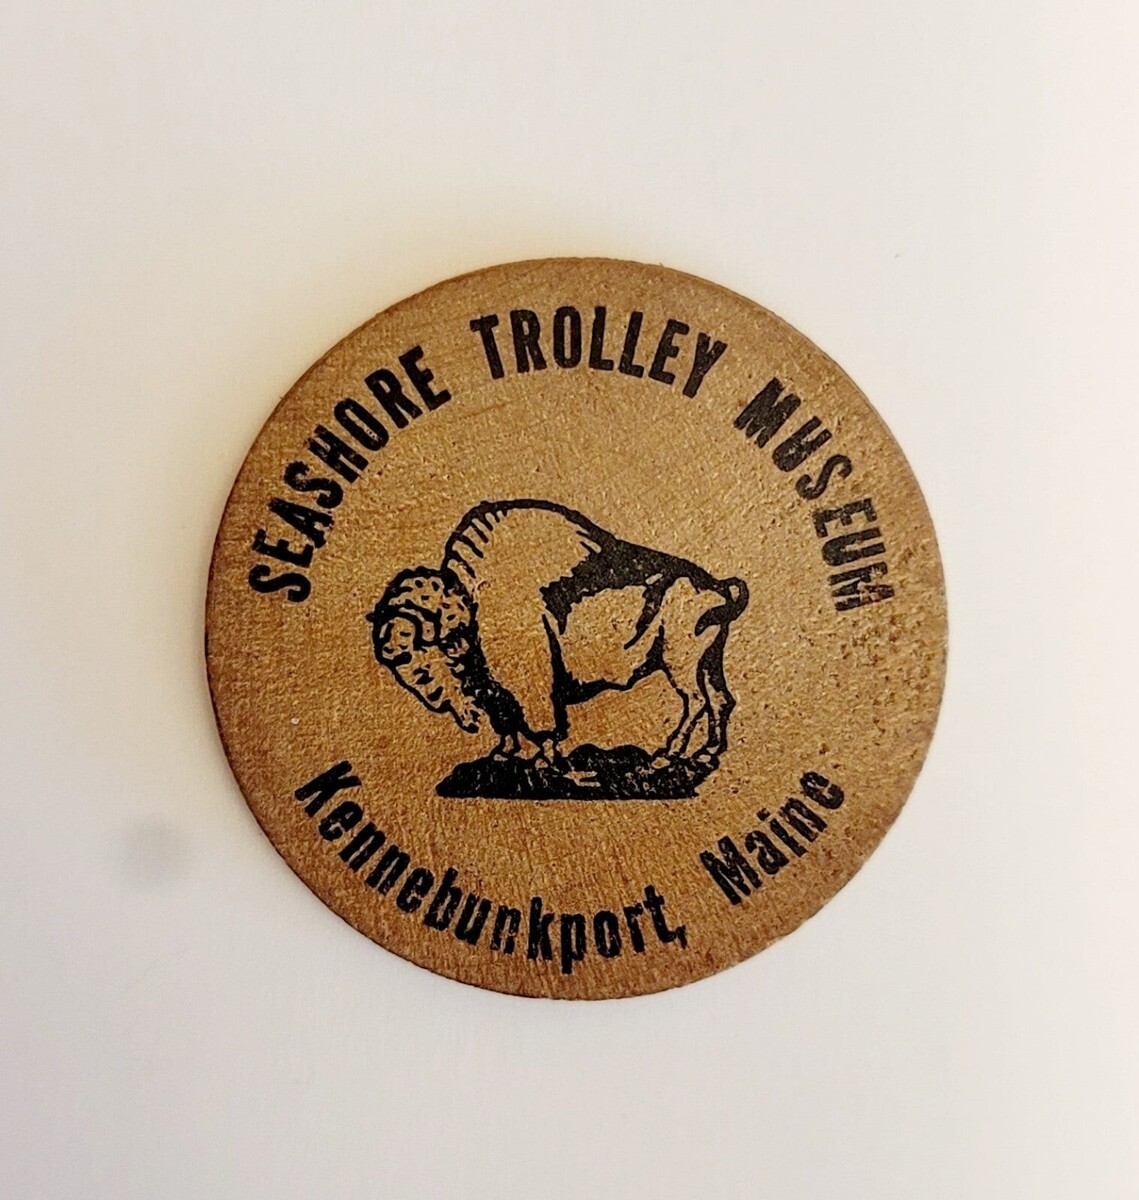 SEASHORE TROLLEY MUSEUM
Kennebunkport, Maine